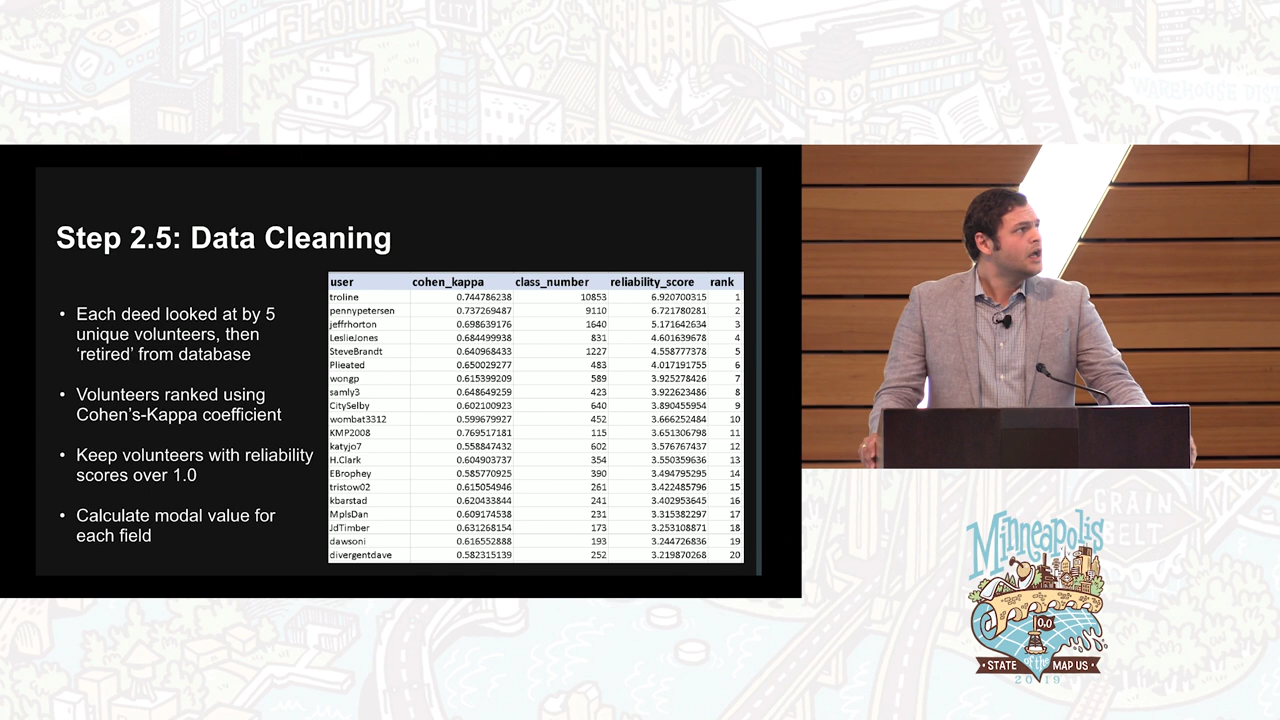 FLOUR
CITY
HENNEPIN
WAREHOUSE DIST
Step 2.5: Data Cleaning
• Each deed looked at by 5
unique volunteers, then
‘retired’ from database
• Volunteers ranked using
Cohen’s-Kappa coefficient
• Keep volunteers with reliability
scores over 1.0
• Calculate modal value for
each field
user cohen_kappa class_number reliability_score rank
troline 0.744786238 10853 6.920700315 1
pennypetersen 0.737269487 9110 6.721780281 2
jeffrhorton 0.698639176 1640 5.171642634 3
LeslieJones 0.684499938 831 4.601639678 4
SteveBrandt 0.640968433 1227 4.558777378 5
Plieated 0.650029277 483 4.017191755 6
wongp 0.615399209 589 3.925278426 7
samly3 0.648649259 423 3.922623486 8
CitySelby 0.602100923 640 3.890455954 9
wombat3312 0.599679927 452 3.666252484 10
KMP2008 0.769517181 115 3.651306798 11
katyjo7 0.558847432 602 3.576767437 12
H.Clark 0.604903737 354 3.550359636 13
EBrophey 0.585770925 390 3.494795295 14
tristow02 0.615054946 261 3.422485796 15
kbarstad 0.620433844 241 3.402953645 16
MplsDan 0.609174538 231 3.315382297 17
JdTimber 0.631268154 173 3.253108871 18
dawsoni 0.616552888 193 3.244726836 19
divergentdave 0.582315139 252 3.219870268 20
GRAIN
BELT
Minneapolis
0,0
• STATE of the MAP US •
2019